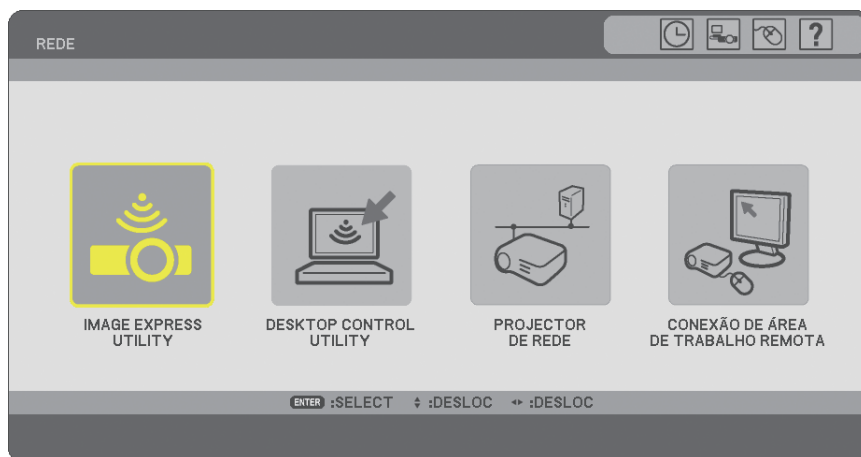 REDE
?
IMAGE EXPRESS
UTILITY
DESKTOP CONTROL
UTILITY
PROJECTOR
DE REDE
CONEXÃO DE ÁREA
DE TRABALHO REMOTA
ENTER :SELECT :DESLOC :DESLOC